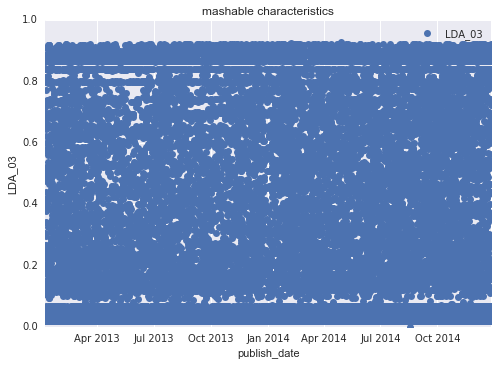 mashable characteristics
LDA_03
1.0
0.8
0.6
0.4
0.2
0.0
LDA_03
Apr 2013 Jul 2013 Oct 2013 Jan 2014 Apr 2014 Jul 2014 Oct 2014
publish_date